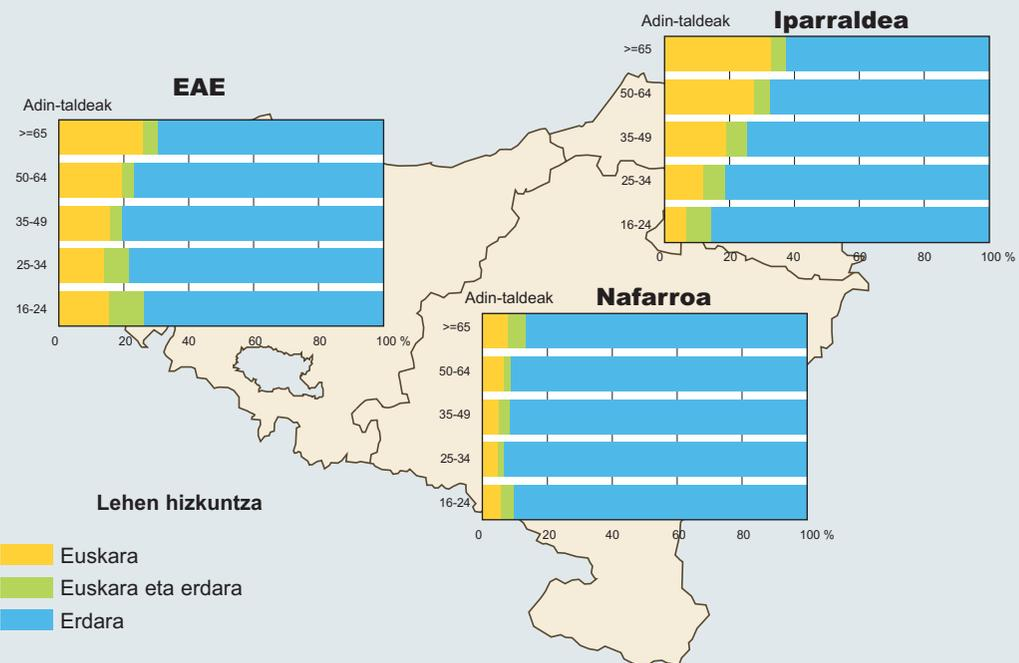 EAE
Adin-taldeak
>=65
50-64
35-49
25-34
16-24
0 20 40 60 80 100 %
Iparraldea
Adin-taldeak
>=65
50-64
35-49
25-34
16-24
0 20 40 60 80 100 %
Nafarroa
Adin-taldeak
>=65
50-64
35-49
25-34
16-24
0 20 40 60 80 100 %
Lehen hizkuntza
Euskara
Euskara eta erdara
Erdara